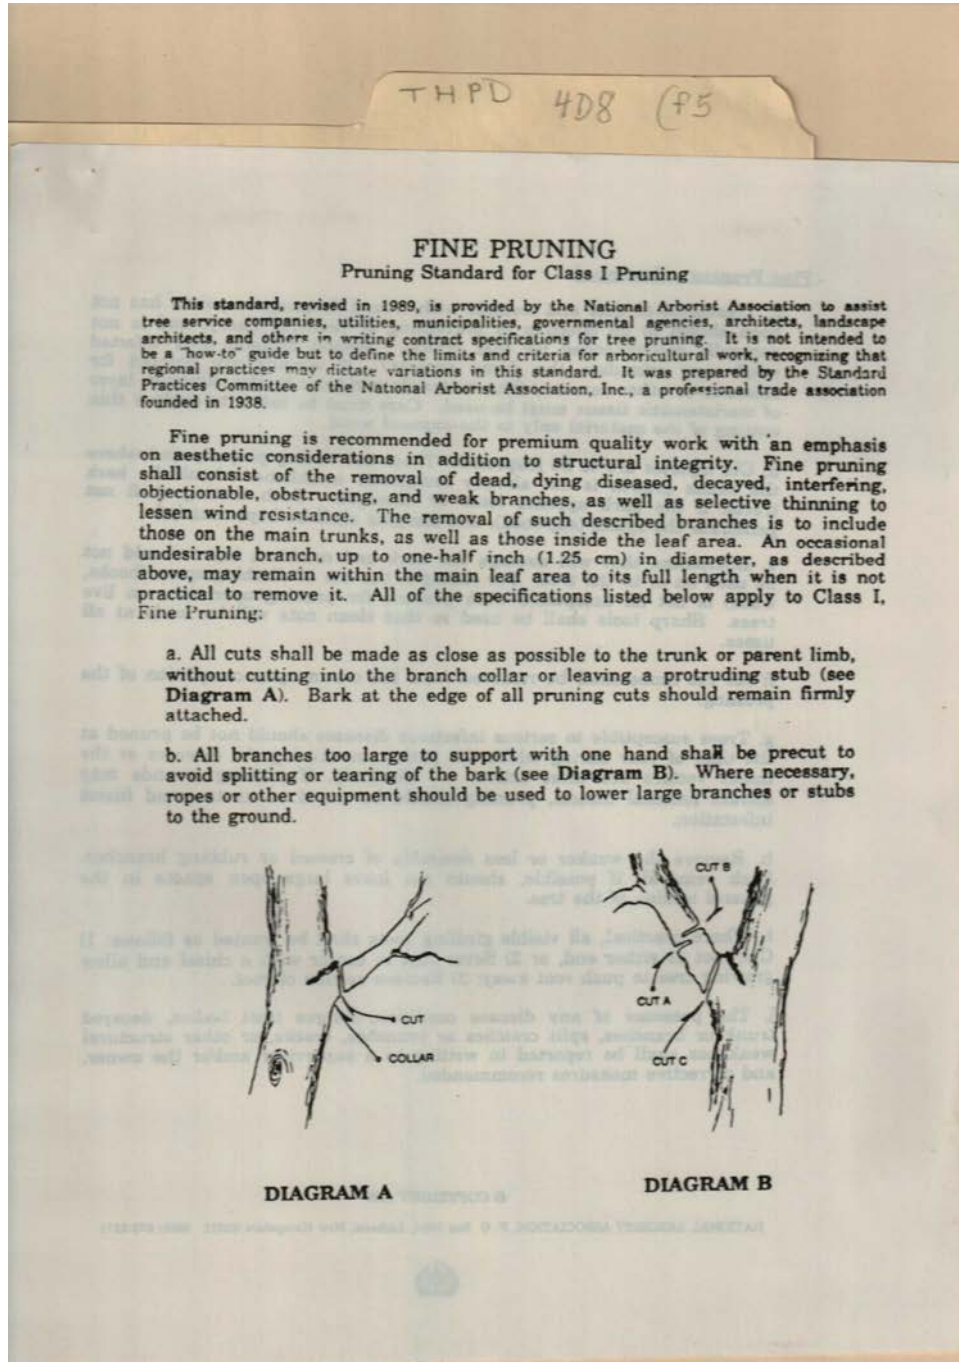 THPD 4D8 (f5
FINE PRUNING
Pruning Standard for Class I Pruning
This standard, revised in 1989, is provided by the National Arborist Association to assist
tree service companies, utilities, municipalities, governmental agencies, architects, landscape
architects, and others in writing contract specifications for tree pruning. It is not intended to
be a "how-to" guide but to define the limits and criteria for arboricultural work, recognizing that
regional practices may dictate variations in this standard. It was prepared by the Standard
Practices Committee of the National Arborist Association, Inc., a professional trade association
founded in 1938.
Fine pruning is recommended for premium quality work with an emphasis
on aesthetic considerations in addition to structural integrity. Fine pruning
shall consist of the removal of dead, dying diseased, decayed, interfering,
objectionable, obstructing, and weak branches, as well as selective thinning to
lessen wind resistance. The removal of such described branches is to include
those on the main trunks, as well as those inside the leaf area. An occasional
undesirable branch, up to one-half inch (1.25 cm) in diameter, as described
above, may remain within the main leaf area to its full length when it is not
practical to remove it. All of the specifications listed below apply to Class I,
Fine Pruning:
a. All cuts shall be made as close as possible to the trunk or parent limb,
without cutting into the branch collar or leaving a protruding stub (see
Diagram A). Bark at the edge of all pruning cuts should remain firmly
attached.
b. All branches too large to support with one hand shall be precut to
avoid splitting or tearing of the bark (see Diagram B). Where necessary,
ropes or other equipment should be used to lower large branches or stubs
to the ground.
CUT
COLLAR
DIAGRAM A
CUT B
CUT A
CUT C
DIAGRAM B